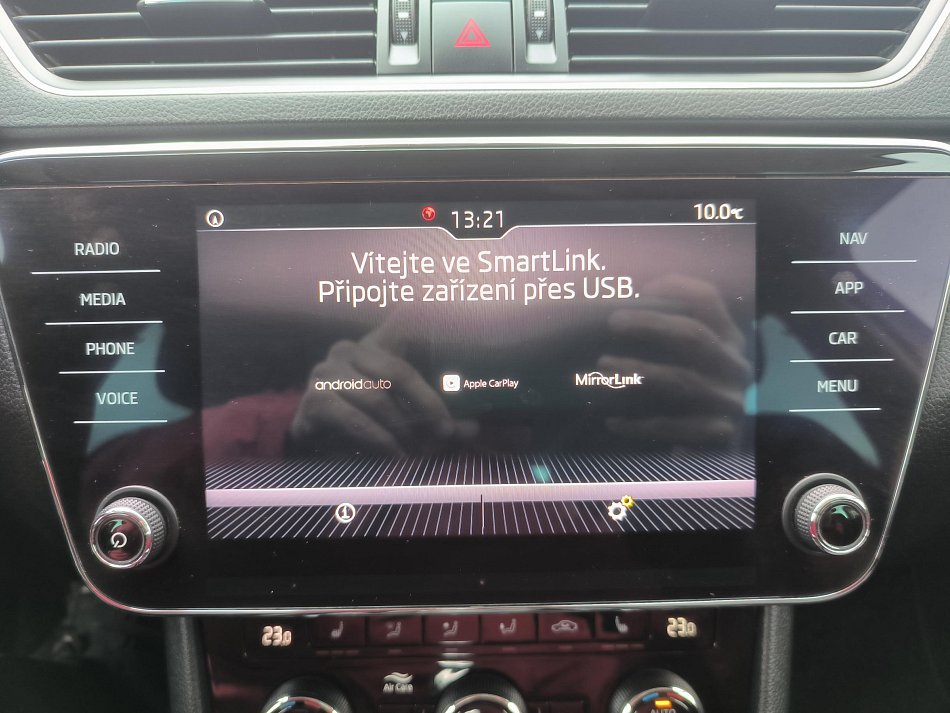 13:21
10.0°C
RADIO
MEDIA
PHONE
VOICE
Vítejte ve SmartLink.
Připojte zařízení přes USB.
androidauto
Apple CarPlay
MirrorLink
NAV
APP
CAR
MENU
23.0
23.0
Air Care
AUTO